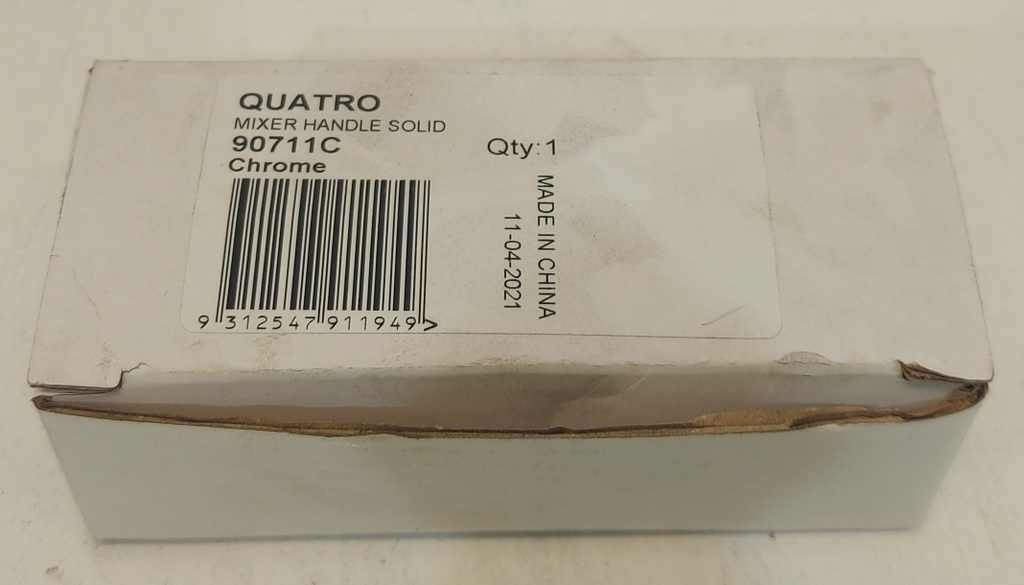 QUATRO
MIXER HANDLE SOLID
90711C
Chrome
Qty:1
MADE IN CHINA
11-04-2021
9 312547 911949>